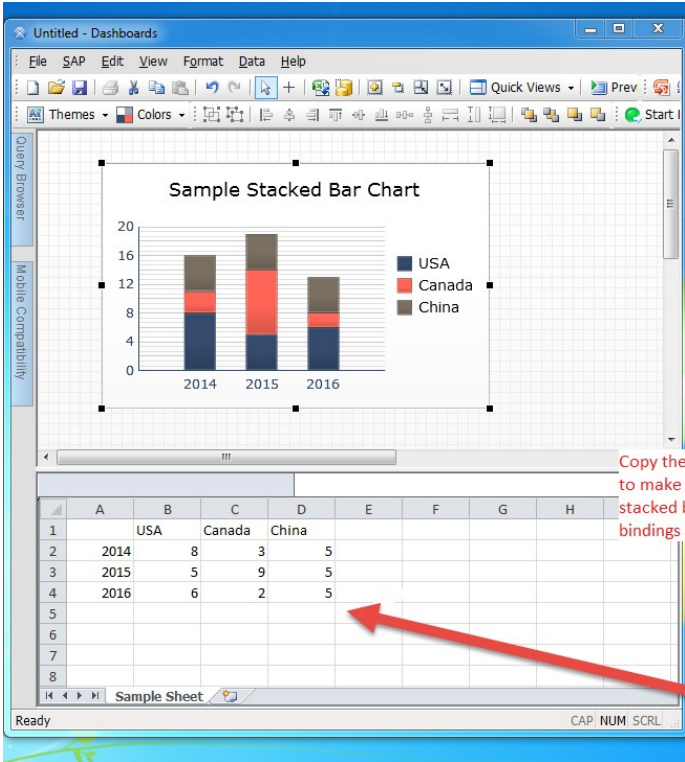 Untitled - Dashboards
File SAP Edit View Format Data Help
Quick Views Prev
Themes Colors Start
Query Browser
Mobile Compatibility
Sample Stacked Bar Chart
20
16
12
8
4
0
2014 2015 2016
USA
Canada
China
Copy the
to make
stacked
bindings
A B C D E F G H
1 USA Canada China
2 2014 8 3 5
3 2015 5 9 5
4 2016 6 2 5
5
6
7
8
Sample Sheet
Ready CAP NUM SCRL